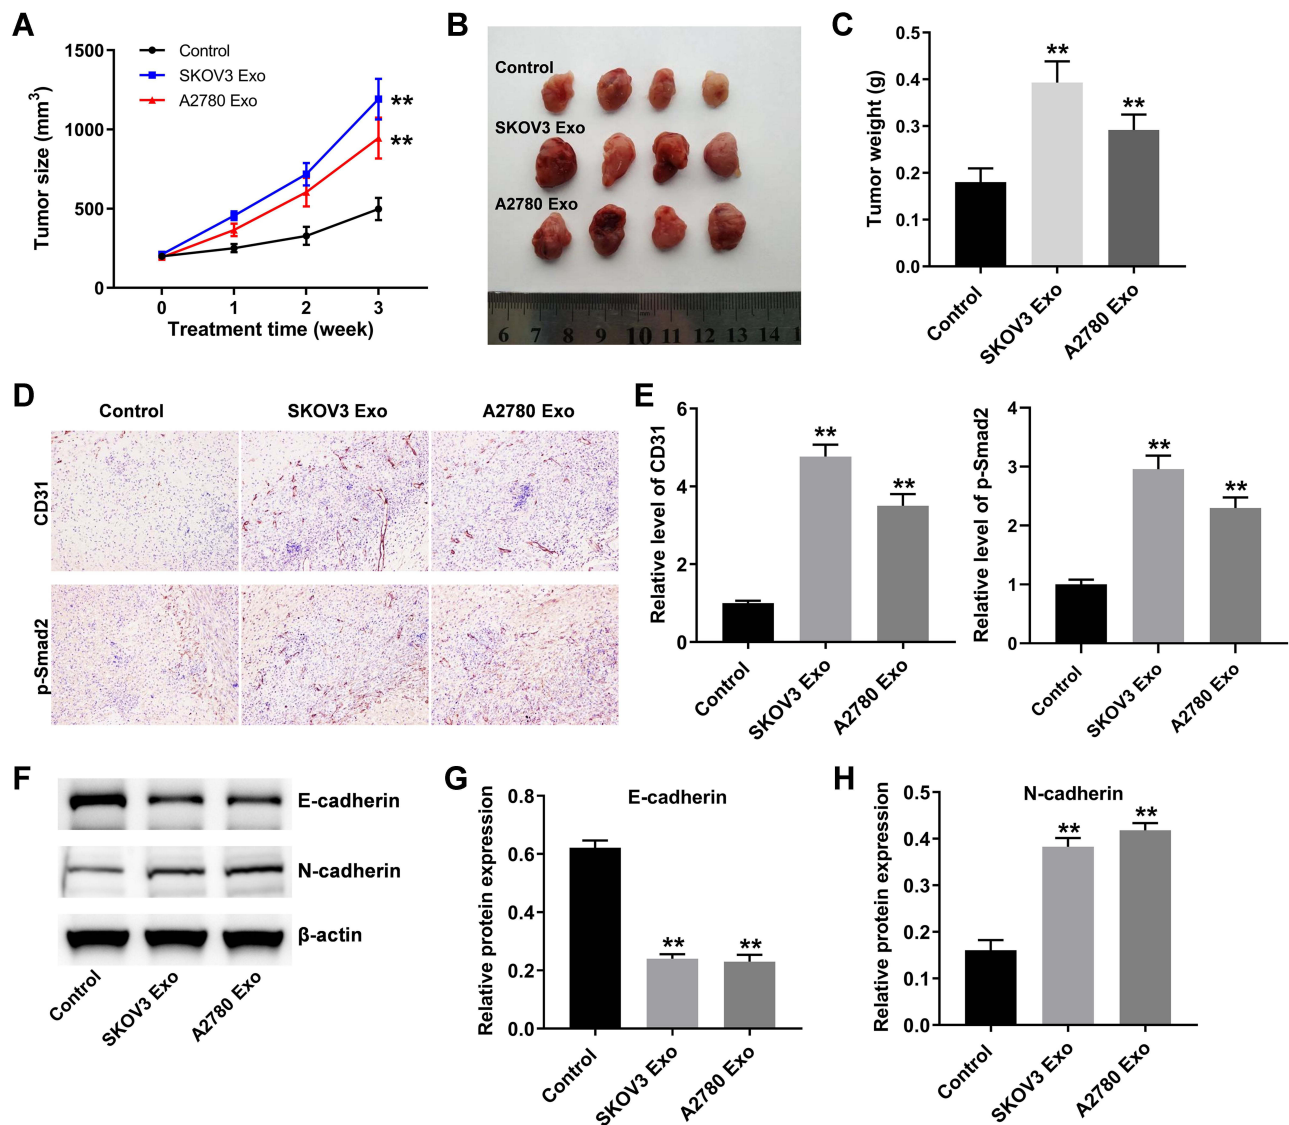 A
Tumor size (mm³)
1500
1000
500
0
Control
SKOV3 Exo
A2780 Exo
**
**
0 1 2 3
Treatment time (week)
B
Control
SKOV3 Exo
A2780 Exo
6 7 8 9 10 11 12 13 14 1
C
Tumor weight (g)
0.5
0.4
0.3
0.2
0.1
0.0
**
**
Control
SKOV3 Exo
A2780 Exo
D
Control SKOV3 Exo A2780 Exo
CD31
p-Smad2
E
Relative level of CD31
6
4
2
0
**
**
Control
SKOV3 Exo
A2780 Exo
Relative level of p-Smad2
4
3
2
1
0
**
**
Control
SKOV3 Exo
A2780 Exo
F
E-cadherin
N-cadherin
β-actin
Control
SKOV3 Exo
A2780 Exo
G
E-cadherin
Relative protein expression
0.8
0.6
0.4
0.2
0.0
**
**
Control
SKOV3 Exo
A2780 Exo
H
N-cadherin
Relative protein expression
0.5
0.4
0.3
0.2
0.1
0.0
**
**
Control
SKOV3 Exo
A2780 Exo